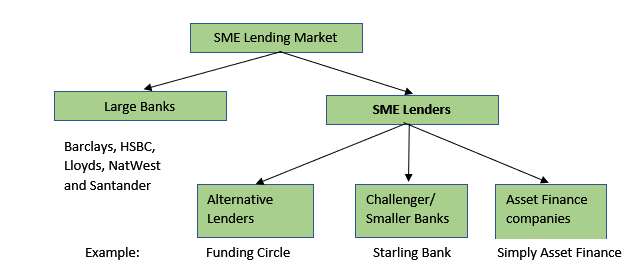 SME Lending Market
Large Banks
SME Lenders
Barclays, HSBC,
Lloyds, NatWest
and Santander
Alternative
Lenders
Challenger/
Smaller Banks
Asset Finance
companies
Example:
Funding Circle
Starling Bank
Simply Asset Finance